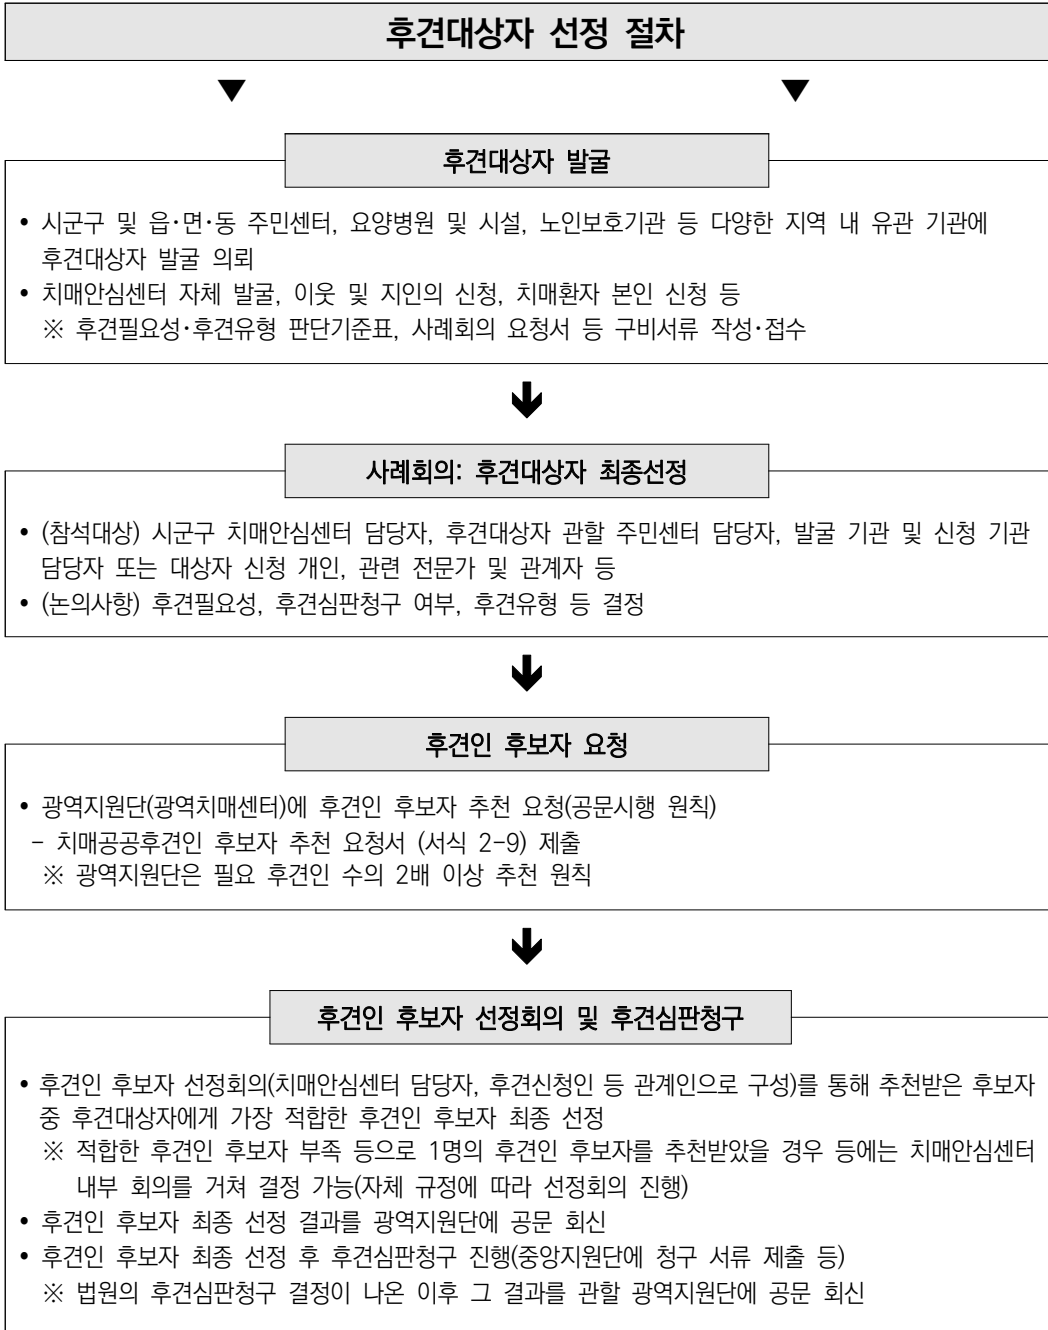 후견대상자 선정 절차
▼ ▼
후견대상자 발굴
• 시군구 및 읍·면·동 주민센터, 요양병원 및 시설, 노인보호기관 등 다양한 지역 내 유관 기관에
후견대상자 발굴 의뢰
• 치매안심센터 자체 발굴, 이웃 및 지인의 신청, 치매환자 본인 신청 등
※ 후견필요성·후견유형 판단기준표, 사례회의 요청서 등 구비서류 작성·접수
사례회의: 후견대상자 최종선정
• (참석대상) 시군구 치매안심센터 담당자, 후견대상자 관할 주민센터 담당자, 발굴 기관 및 신청 기관
담당자 또는 대상자 신청 개인, 관련 전문가 및 관계자 등
• (논의사항) 후견필요성, 후견심판청구 여부, 후견유형 등 결정
후견인 후보자 요청
• 광역지원단(광역치매센터)에 후견인 후보자 추천 요청(공문시행 원칙)
- 치매공공후견인 후보자 추천 요청서 (서식 2-9) 제출
※ 광역지원단은 필요 후견인 수의 2배 이상 추천 원칙
후견인 후보자 선정회의 및 후견심판청구
• 후견인 후보자 선정회의(치매안심센터 담당자, 후견신청인 등 관계인으로 구성)를 통해 추천받은 후보자
중 후견대상자에게 가장 적합한 후견인 후보자 최종 선정
※ 적합한 후견인 후보자 부족 등으로 1명의 후견인 후보자를 추천받았을 경우 등에는 치매안심센터
내부 회의를 거쳐 결정 가능(자체 규정에 따라 선정회의 진행)
• 후견인 후보자 최종 선정 결과를 광역지원단에 공문 회신
• 후견인 후보자 최종 선정 후 후견심판청구 진행(중앙지원단에 청구 서류 제출 등)
※ 법원의 후견심판청구 결정이 나온 이후 그 결과를 관할 광역지원단에 공문 회신